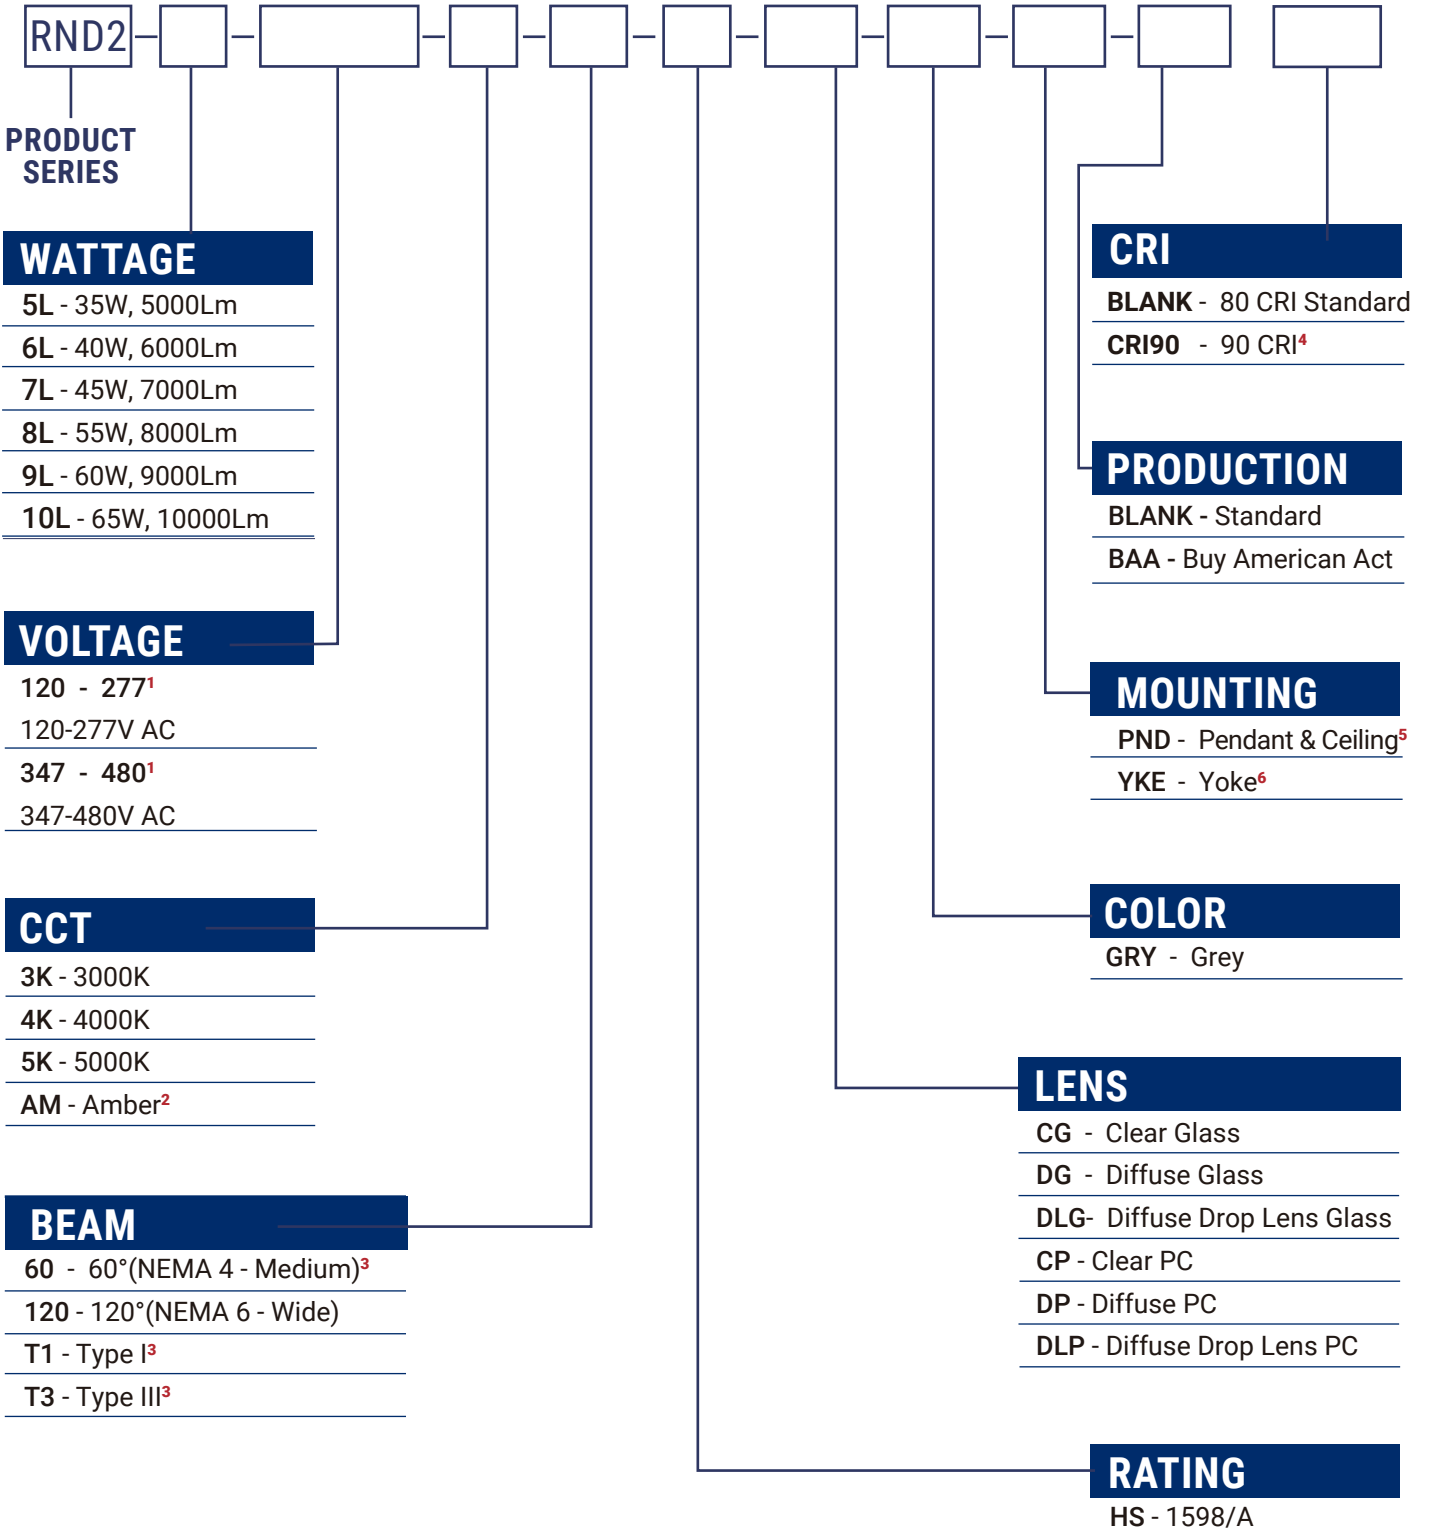 RND2
PRODUCT
SERIES
WATTAGE
5L - 35W, 5000Lm
6L - 40W, 6000Lm
7L - 45W, 7000Lm
8L - 55W, 8000Lm
9L - 60W, 9000Lm
10L - 65W, 10000Lm
VOLTAGE
120 - 277¹
120-277V AC
347 - 480¹
347-480V AC
CCT
3K - 3000K
4K - 4000K
5K - 5000K
AM - Amber²
BEAM
60 - 60°(NEMA 4 - Medium)³
120 - 120°(NEMA 6 - Wide)
T1 - Type I³
T3 - Type III³
CRI
BLANK - 80 CRI Standard
CRI90 - 90 CRI⁴
PRODUCTION
BLANK - Standard
BAA - Buy American Act
MOUNTING
PND - Pendant & Ceiling⁵
YKE - Yoke⁶
COLOR
GRY - Grey
LENS
CG - Clear Glass
DG - Diffuse Glass
DLG- Diffuse Drop Lens Glass
CP - Clear PC
DP - Diffuse PC
DLP - Diffuse Drop Lens PC
RATING
HS - 1598/A